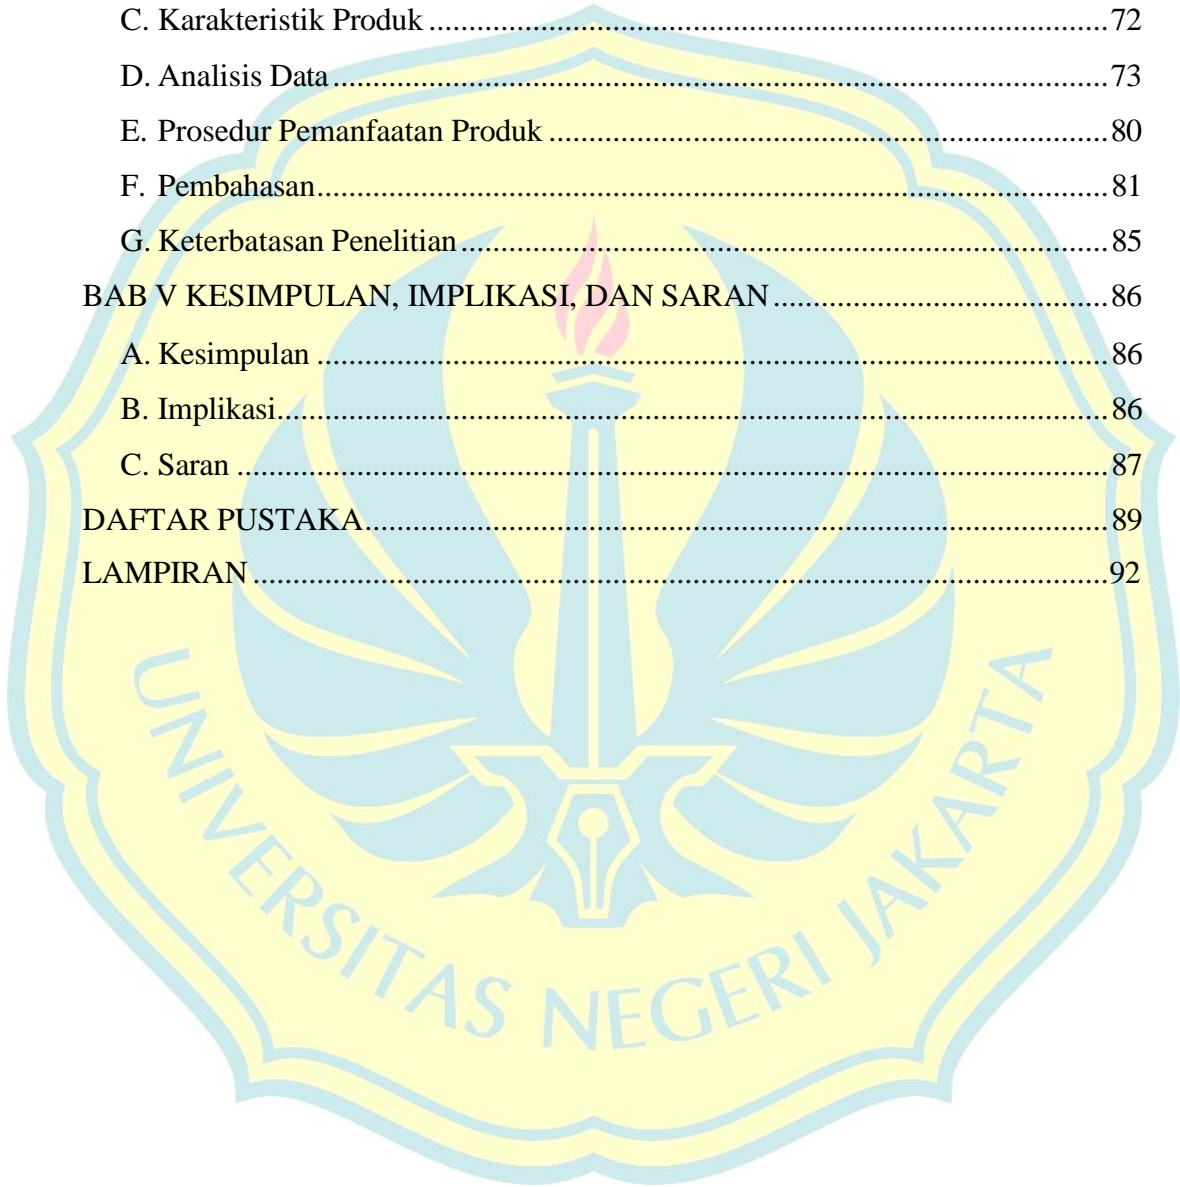 C. Karakteristik Produk ........................................................................ 72
D. Analisis Data ........................................................................ 73
E. Prosedur Pemanfaatan Produk ........................................................................ 80
F. Pembahasan ........................................................................ 81
G. Keterbatasan Penelitian ........................................................................ 85
BAB V KESIMPULAN, IMPLIKASI, DAN SARAN ........................................................................ 86
A. Kesimpulan ........................................................................ 86
B. Implikasi ........................................................................ 86
C. Saran ........................................................................ 87
DAFTAR PUSTAKA ........................................................................ 89
LAMPIRAN ........................................................................ 92
UNIVERSITAS NEGERI JAKARTA